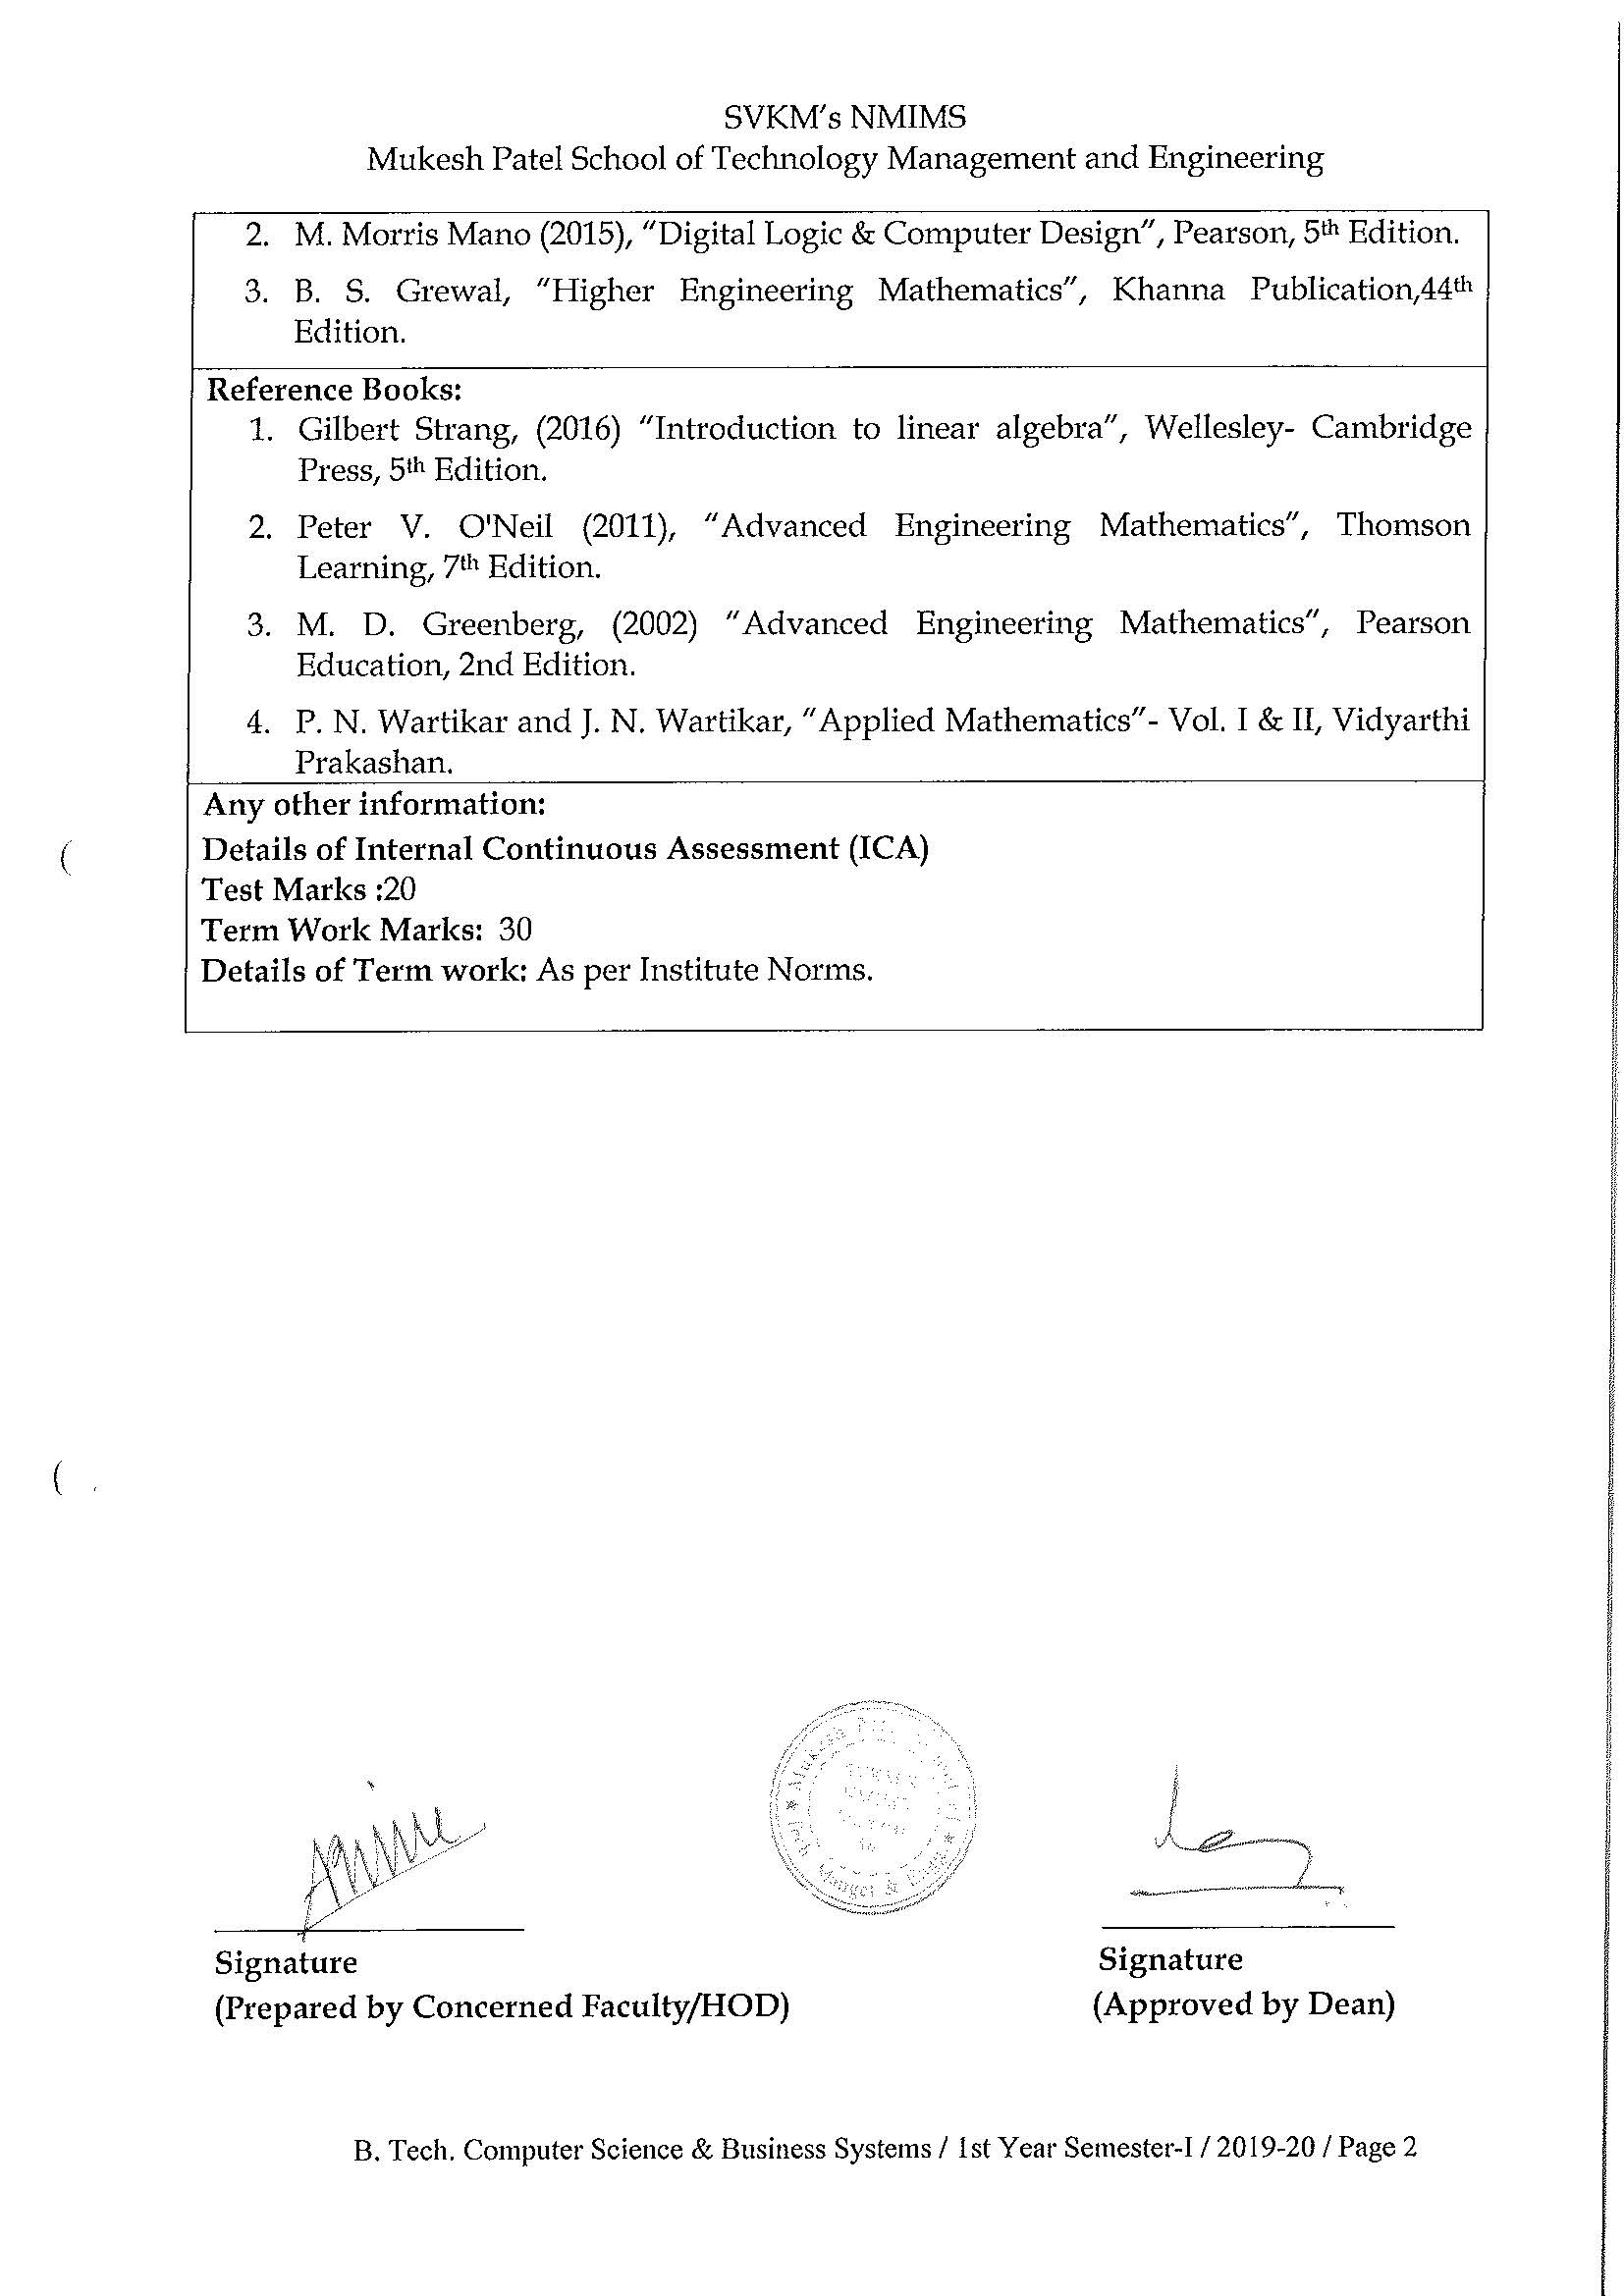 SVKM's NMIMS
Mukesh Patel School of Technology Management and Engineering
2. M. Morris Mano (2015), "Digital Logic & Computer Design", Pearson, 5th Edition.
3. B. S. Grewal, "Higher Engineering Mathematics", Khanna Publication,44th
Edition.
Reference Books:
1. Gilbert Strang, (2016) "Introduction to linear algebra", Wellesley- Cambridge
Press, 5th Edition.
2. Peter V. O'Neil (2011), "Advanced Engineering Mathematics", Thomson
Learning, 7th Edition.
3. M. D. Greenberg, (2002) "Advanced Engineering Mathematics", Pearson
Education, 2nd Edition.
4. P. N. Wartikar and J. N. Wartikar, "Applied Mathematics"- Vol. I & II, Vidyarthi
Prakashan.
Any other information:
Details of Internal Continuous Assessment (ICA)
Test Marks :20
Term Work Marks: 30
Details of Term work: As per Institute Norms.
Signature
(Prepared by Concerned Faculty/HOD)
Signature
(Approved by Dean)
B. Tech. Computer Science & Business Systems / 1st Year Semester-I / 2019-20 / Page 2